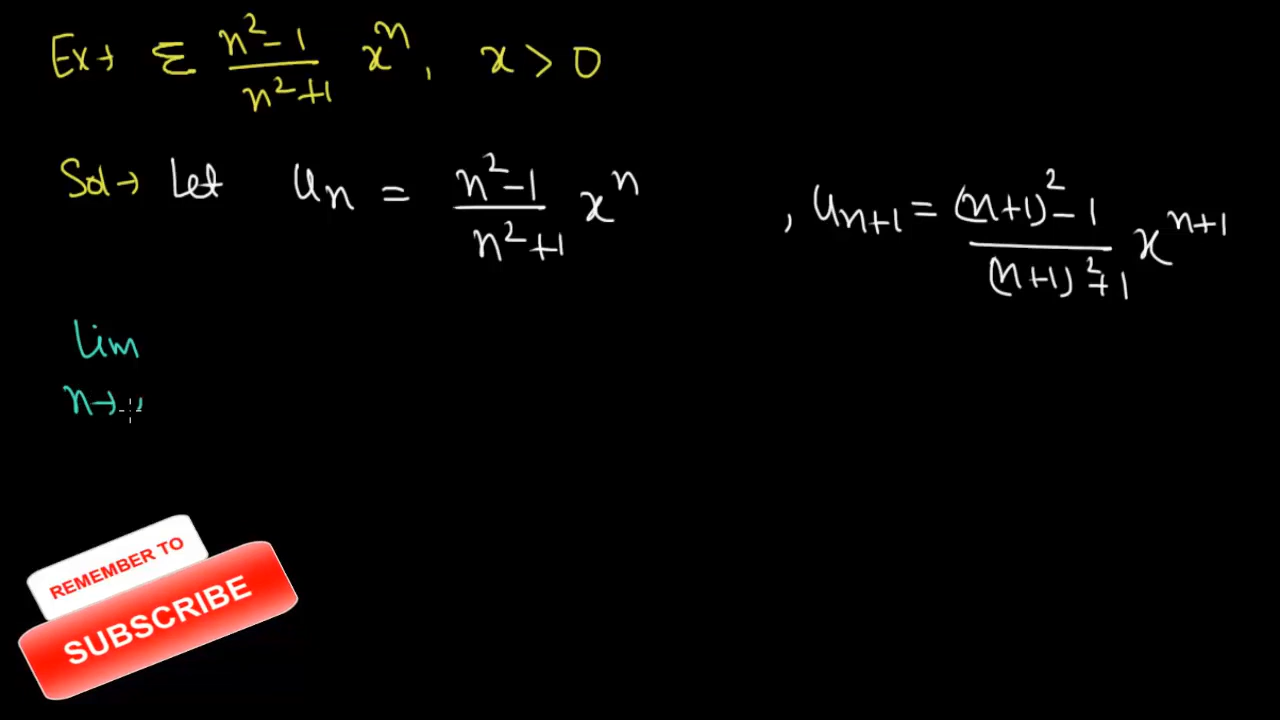 Ex→ Σ (n²-1)/(n²+1) xⁿ, x > 0
Sol→ Let uₙ = (n²-1)/(n²+1) xⁿ , uₙ₊₁ = ((n+1)²-1)/((n+1)²+1) xⁿ⁺¹
lim
n→
REMEMBER TO
SUBSCRIBE